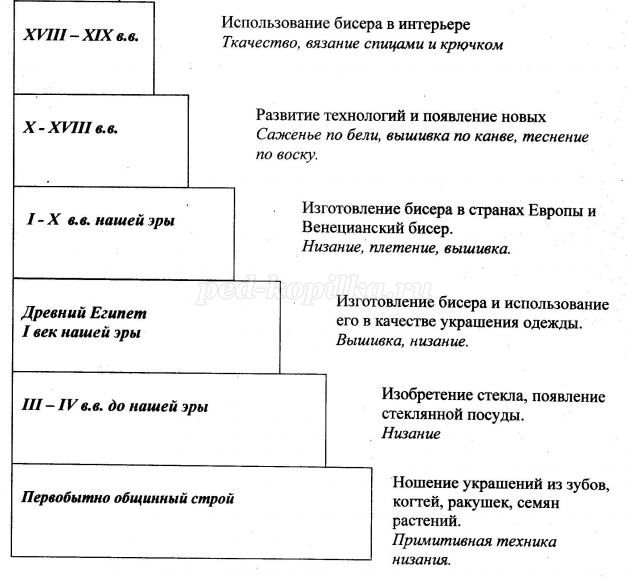 XVIII – XIX в.в.
Использование бисера в интерьере
Ткачество, вязание спицами и крючком
X - XVIII в.в.
Развитие технологий и появление новых
Саженье по бели, вышивка по канве, теснение
по воску.
I - X в.в. нашей эры
Изготовление бисера в странах Европы и
Венецианский бисер.
Низание, плетение, вышивка.
ped-kopilka.ru
Древний Египет
I век нашей эры
Изготовление бисера и использование
его в качестве украшения одежды.
Вышивка, низание.
III – IV в.в. до нашей эры
Изобретение стекла, появление
стеклянной посуды.
Низание
Первобытно общинный строй
Ношение украшений из зубов,
когтей, ракушек, семян
растений.
Примитивная техника
низания.